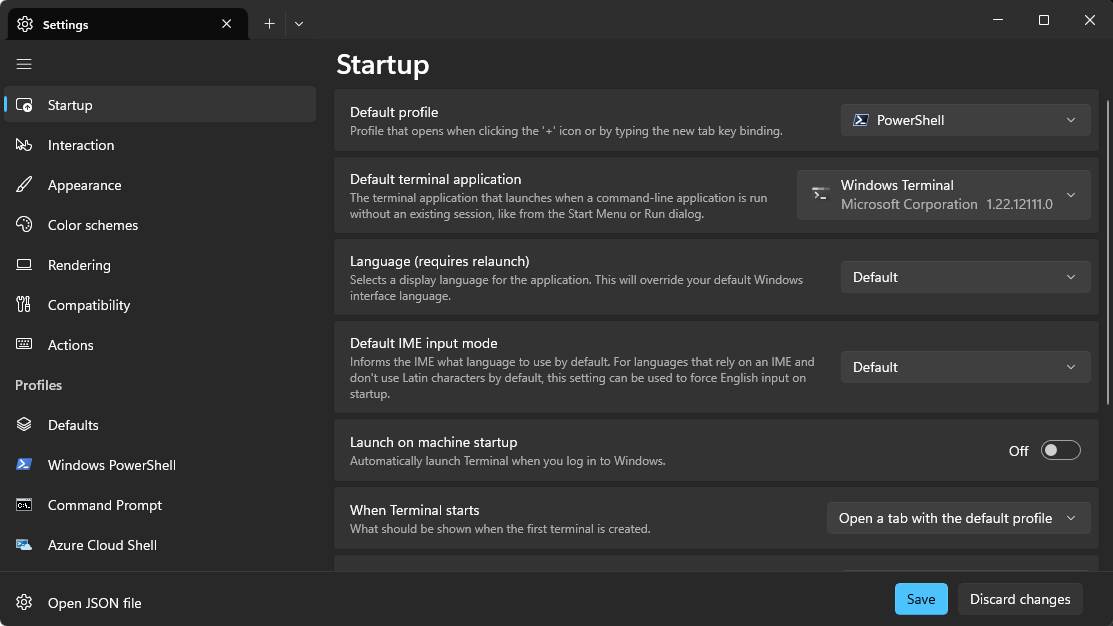 Settings
Startup
Interaction
Appearance
Color schemes
Rendering
Compatibility
Actions
Profiles
Defaults
Windows PowerShell
Command Prompt
Azure Cloud Shell
Open JSON file
Startup
Default profile
Profile that opens when clicking the '+' icon or by typing the new tab key binding.
PowerShell
Default terminal application
The terminal application that launches when a command-line application is run
without an existing session, like from the Start Menu or Run dialog.
Windows Terminal
Microsoft Corporation 1.22.12111.0
Language (requires relaunch)
Selects a display language for the application. This will override your default Windows
interface language.
Default
Default IME input mode
Informs the IME what language to use by default. For languages that rely on an IME and
don't use Latin characters by default, this setting can be used to force English input on
startup.
Default
Launch on machine startup
Automatically launch Terminal when you log in to Windows.
Off
When Terminal starts
What should be shown when the first terminal is created.
Open a tab with the default profile
Save
Discard changes